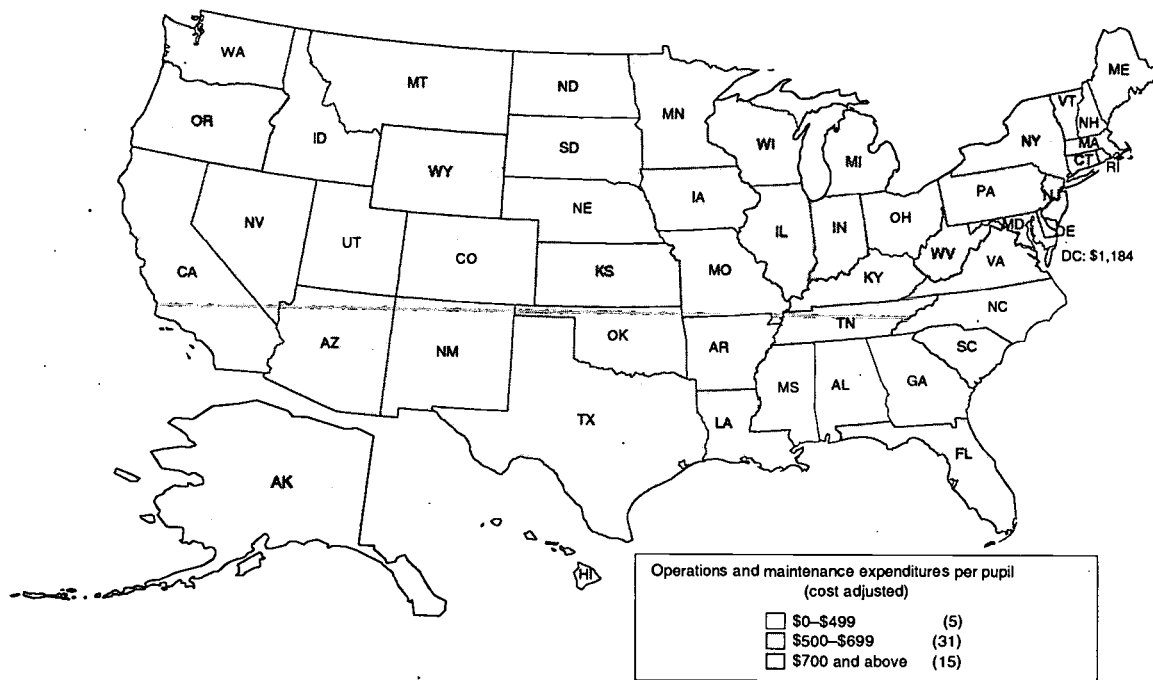 WA
MT
ND
MN
ME
VT
NH
OR
ID
SD
WI
MI
NY
MA
CT
RI
WY
IA
PA
NJ
NV
NE
IL
IN
OH
MD
DE
UT
CO
WV
VA
DC: $1,184
CA
KS
MO
KY
NC
AZ
NM
OK
TN
AR
SC
MS
AL
GA
TX
LA
FL
AK
HI
Operations and maintenance expenditures per pupil
(cost adjusted)
$0–$499 (5)
$500–$699 (31)
$700 and above (15)